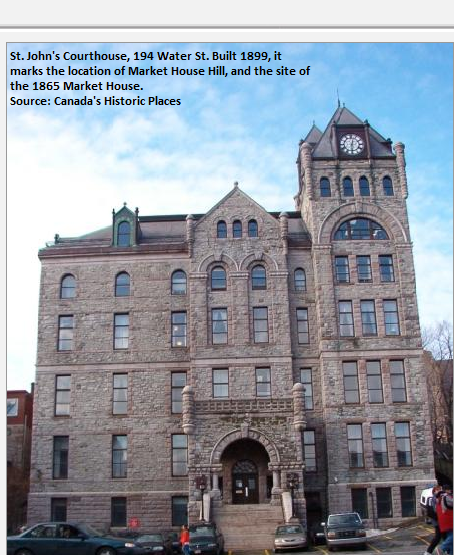 St. John's Courthouse, 194 Water St. Built 1899, it
marks the location of Market House Hill, and the site of
the 1865 Market House.
Source: Canada's Historic Places